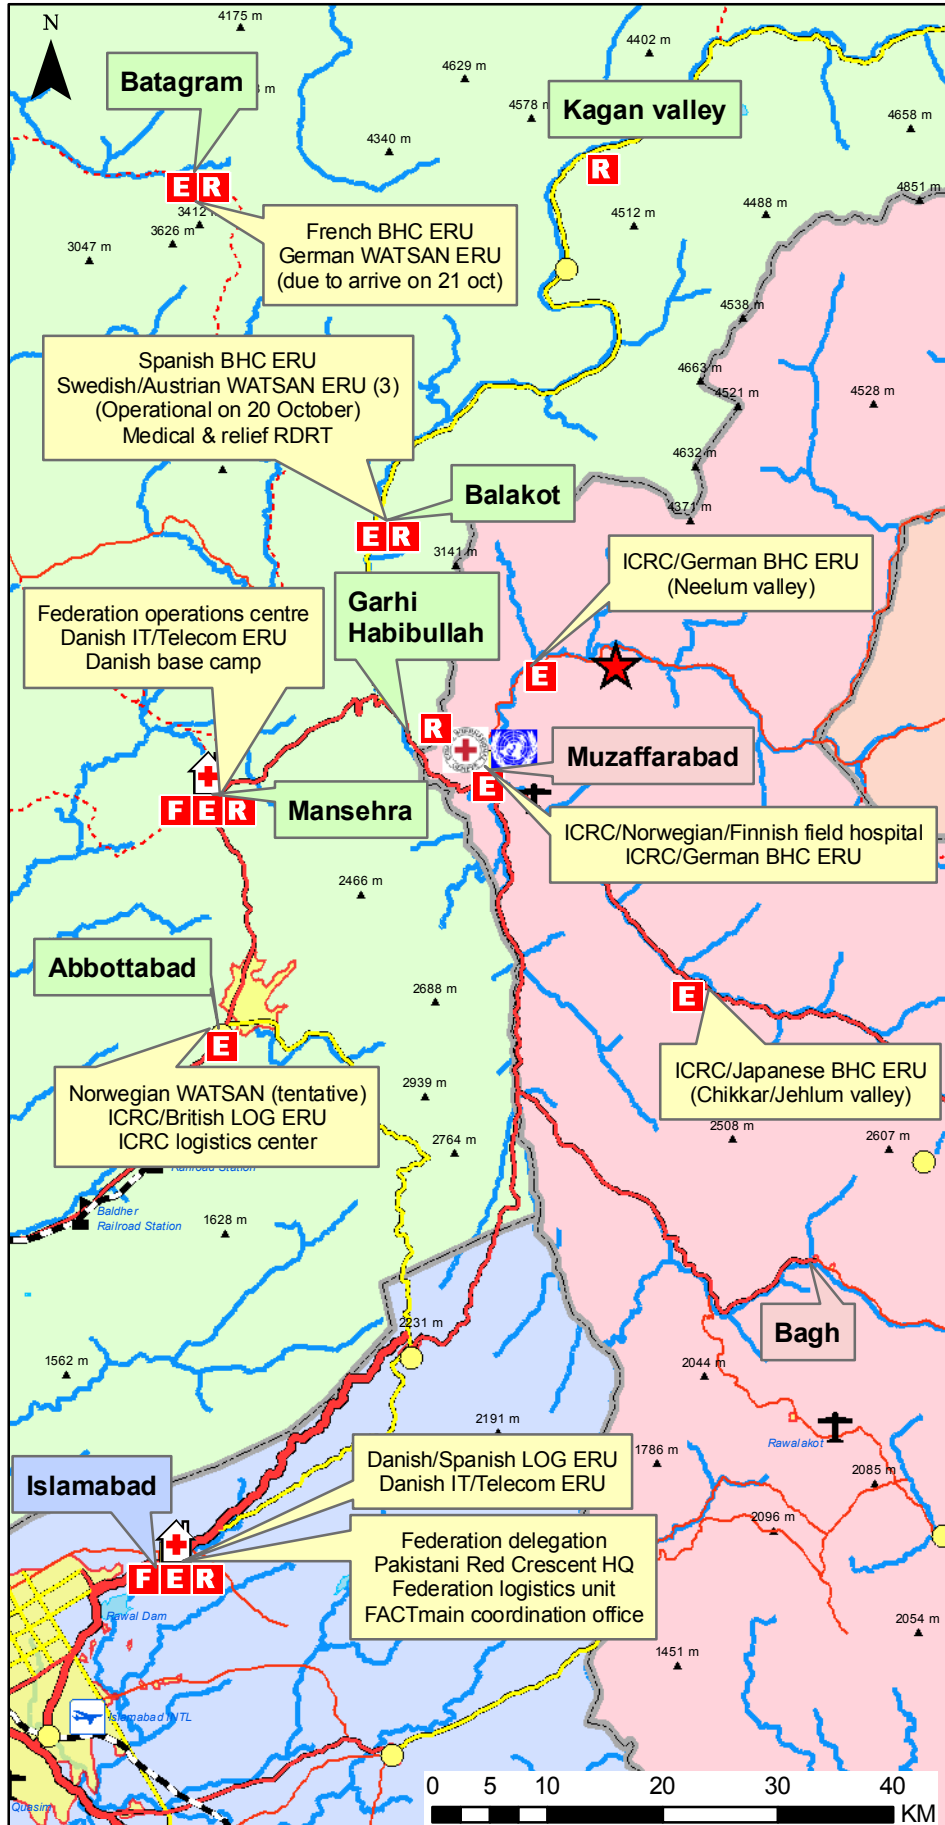 N
4175 m
4402 m
4629 m
Batagram
4578
Kagan valley
4658 m
4340 m
R
E R
4851 m
4488 m
3412
4512 m
3626 m
3047 m
French BHC ERU
German WATSAN ERU
(due to arrive on 21 oct)
4538 m
Spanish BHC ERU
Swedish/Austrian WATSAN ERU (3)
(Operational on 20 October)
Medical & relief RDRT
4663 m
4521 m
4528 m
4632 m
Balakot
4371 m
E R
3141 m
ICRC/German BHC ERU
(Neelum valley)
Garhi
Habibullah
Federation operations centre
Danish IT/Telecom ERU
Danish base camp
E
R
Muzaffarabad
E
F E R
Mansehra
ICRC/Norwegian/Finnish field hospital
ICRC/German BHC ERU
2466 m
Abbottabad
2688 m
E
E
Norwegian WATSAN (tentative)
ICRC/British LOG ERU
ICRC logistics center
ICRC/Japanese BHC ERU
(Chikkar/Jehlum valley)
2939 m
2508 m
2607 m
2764 m
Railroad Station
Baldher
Railroad Station
1628 m
2231 m
Bagh
1562 m
2044 m
2191 m
Rawalakot
1786 m
Danish/Spanish LOG ERU
Danish IT/Telecom ERU
Islamabad
2085 m
2096 m
Federation delegation
Pakistani Red Crescent HQ
Federation logistics unit
FACTmain coordination office
F E R
Rawal Dam
2054 m
1451 m
Islamabad INTL
Quasim
0 5 10 20 30 40
KM